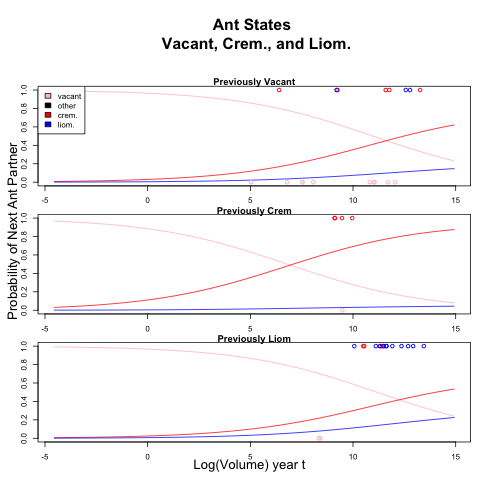 Ant States
Vacant, Crem., and Liom.
Previously Vacant
vacant
other
crem.
liom.
0.0 0.2 0.4 0.6 0.8 1.0
-5 0 5 10 15
Previously Crem
0.0 0.2 0.4 0.6 0.8 1.0
-5 0 5 10 15
Previously Liom
0.0 0.2 0.4 0.6 0.8 1.0
-5 0 5 10 15
Probability of Next Ant Partner
Log(Volume) year t